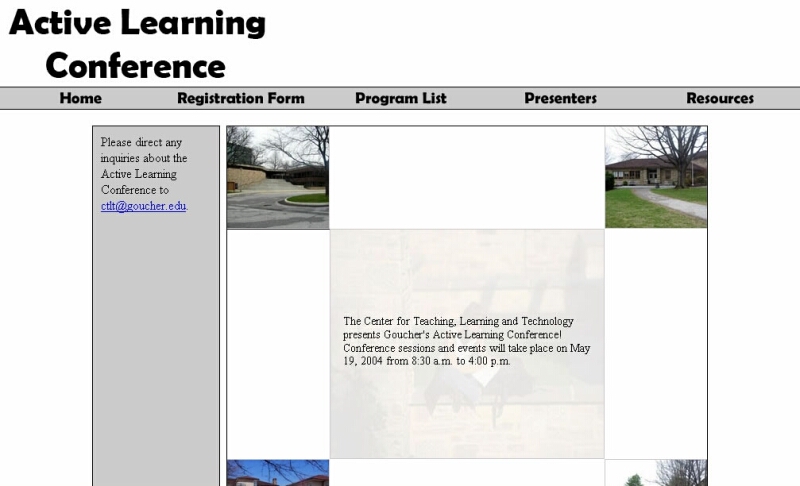 Active Learning
Conference
Home Registration Form Program List Presenters Resources
Please direct any
inquiries about the
Active Learning
Conference to
ctlt@goucher.edu.
The Center for Teaching, Learning and Technology
presents Goucher's Active Learning Conference!
Conference sessions and events will take place on May
19, 2004 from 8:30 a.m. to 4:00 p.m.